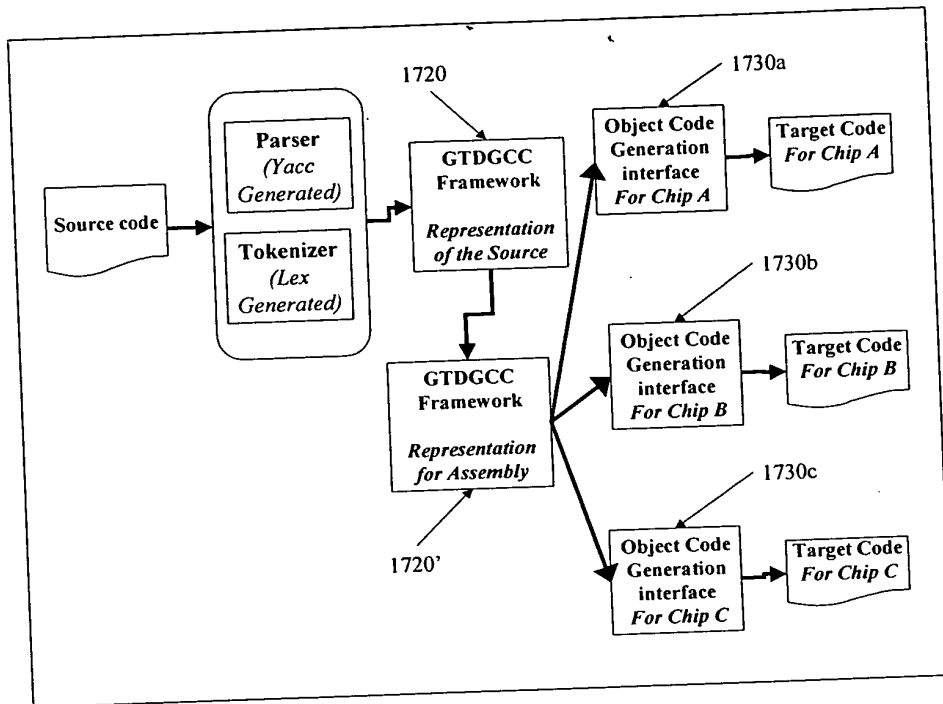 1720
1730a
Parser
(Yacc
Generated)
Tokenizer
(Lex
Generated)
Source code
GTDGCC
Framework
Representation
of the Source
Object Code
Generation
interface
For Chip A
Target Code
For Chip A
1730b
GTDGCC
Framework
Representation
for Assembly
1720'
Object Code
Generation
interface
For Chip B
Target Code
For Chip B
1730c
Object Code
Generation
interface
For Chip C
Target Code
For Chip C